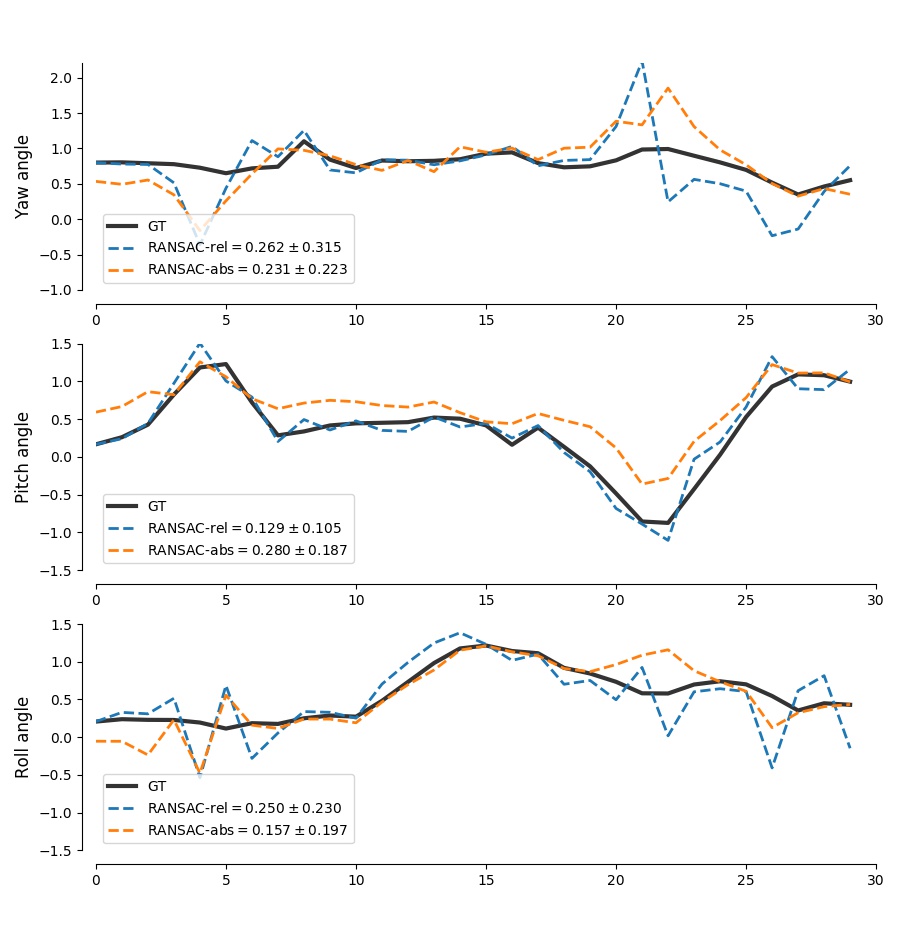 2.0
1.5
1.0
0.5
0.0
−0.5
−1.0
Yaw angle
GT
RANSAC-rel = 0.262 ± 0.315
RANSAC-abs = 0.231 ± 0.223
0 5 10 15 20 25 30
1.5
1.0
0.5
0.0
−0.5
−1.0
−1.5
Pitch angle
GT
RANSAC-rel = 0.129 ± 0.105
RANSAC-abs = 0.280 ± 0.187
0 5 10 15 20 25 30
1.5
1.0
0.5
0.0
−0.5
−1.0
−1.5
Roll angle
GT
RANSAC-rel = 0.250 ± 0.230
RANSAC-abs = 0.157 ± 0.197
0 5 10 15 20 25 30